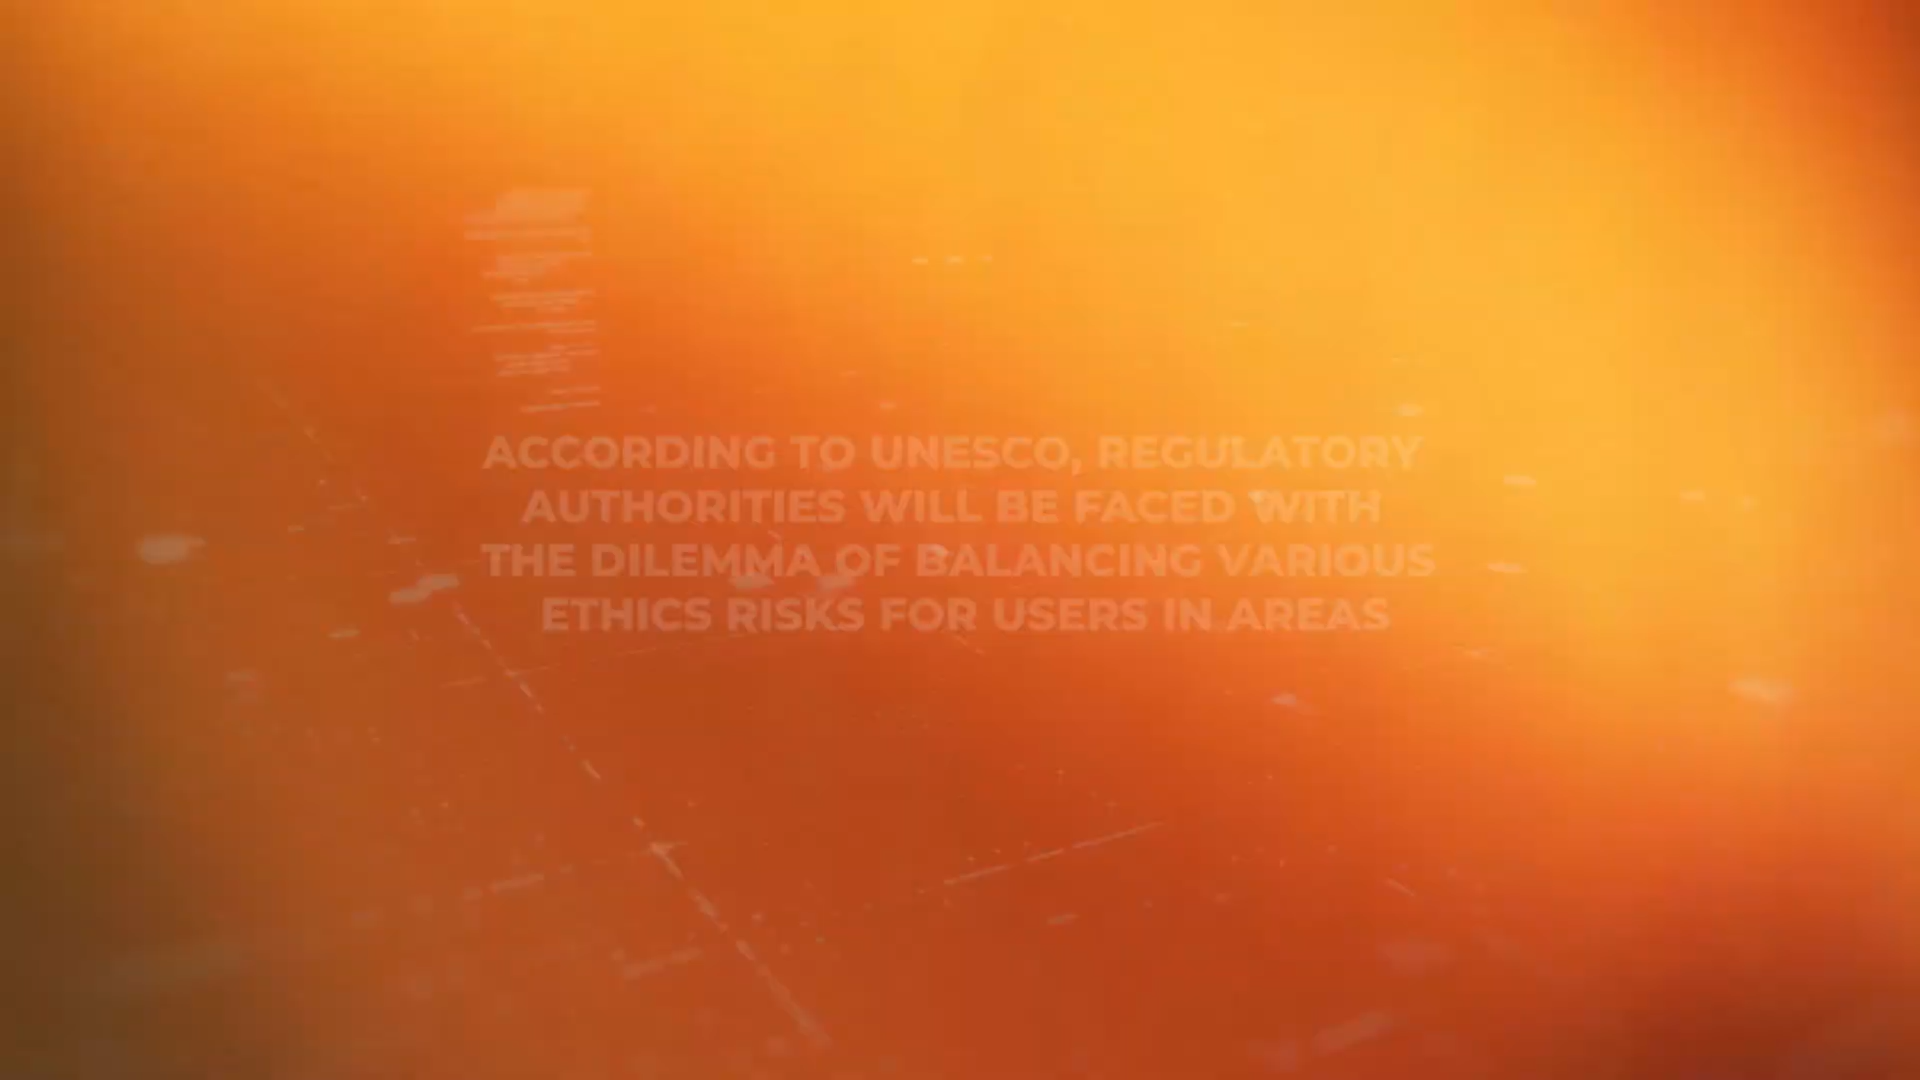 ACCORDING TO UNESCO, REGULATORY
AUTHORITIES WILL BE FACED WITH
THE DILEMMA OF BALANCING VARIOUS
ETHICS RISKS FOR USERS IN AREAS